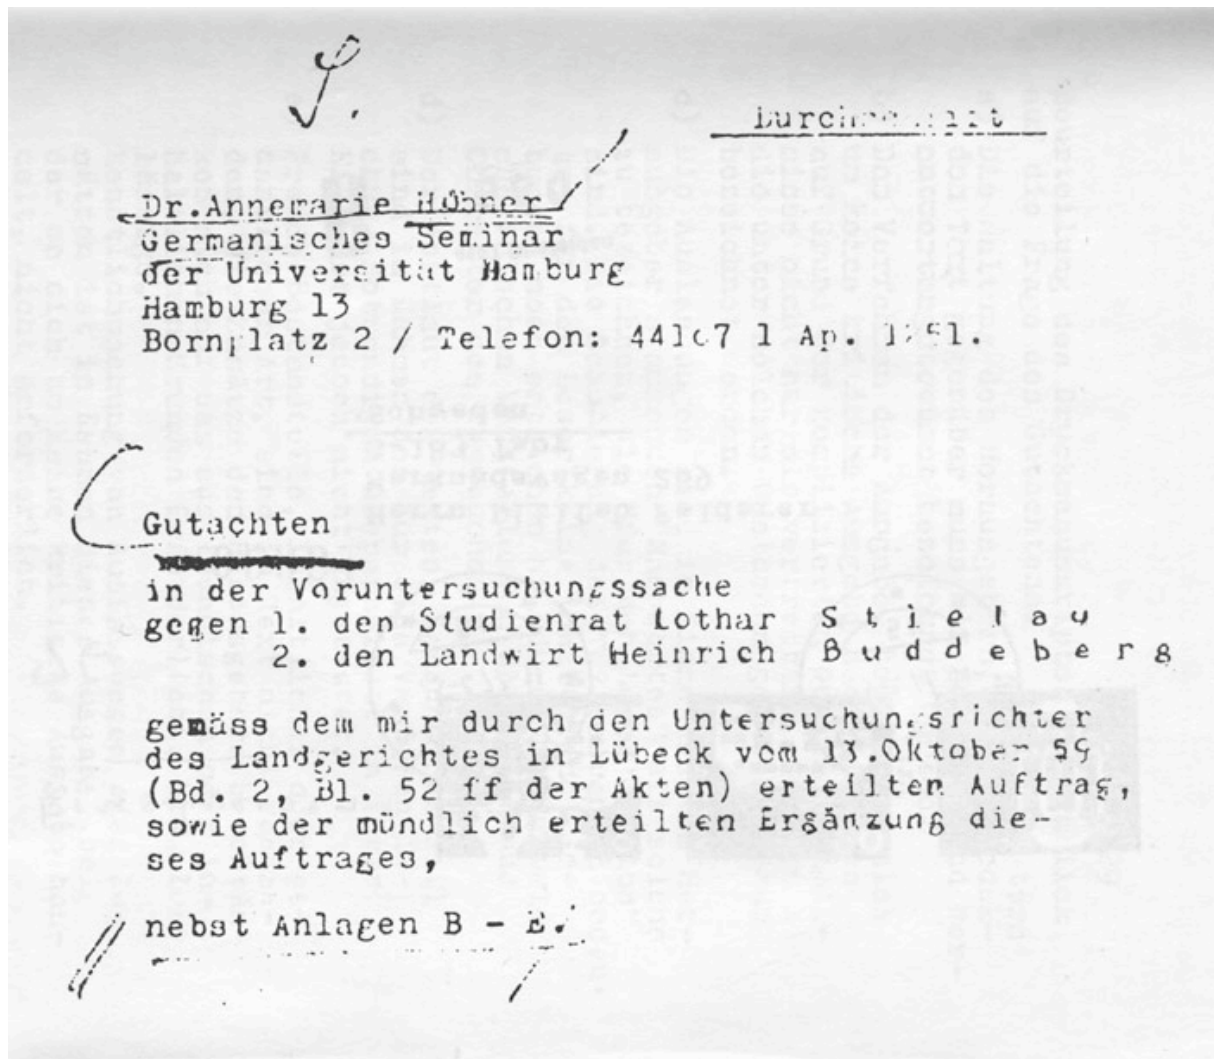 Dr.Annemarie Hübner
Germanisches Seminar
der Universität Hamburg
Hamburg 13
Bornplatz 2 / Telefon: 1 Ap.
Gutachten
in der Voruntersuchungssache
gegen 1. den Studienrat Lothar S t i e l a u
2. den Landwirt Heinrich B u d d e b e r g
gemäss dem mir durch den Untersuchungsrichter
des Landgerichtes in Lübeck vom 13.Oktober 59
(Bd. 2, Bl. 52 ff der Akten) erteilten Auftrag,
sowie der mündlich erteilten Ergänzung die-
ses Auftrages,
nebst Anlagen B - E.